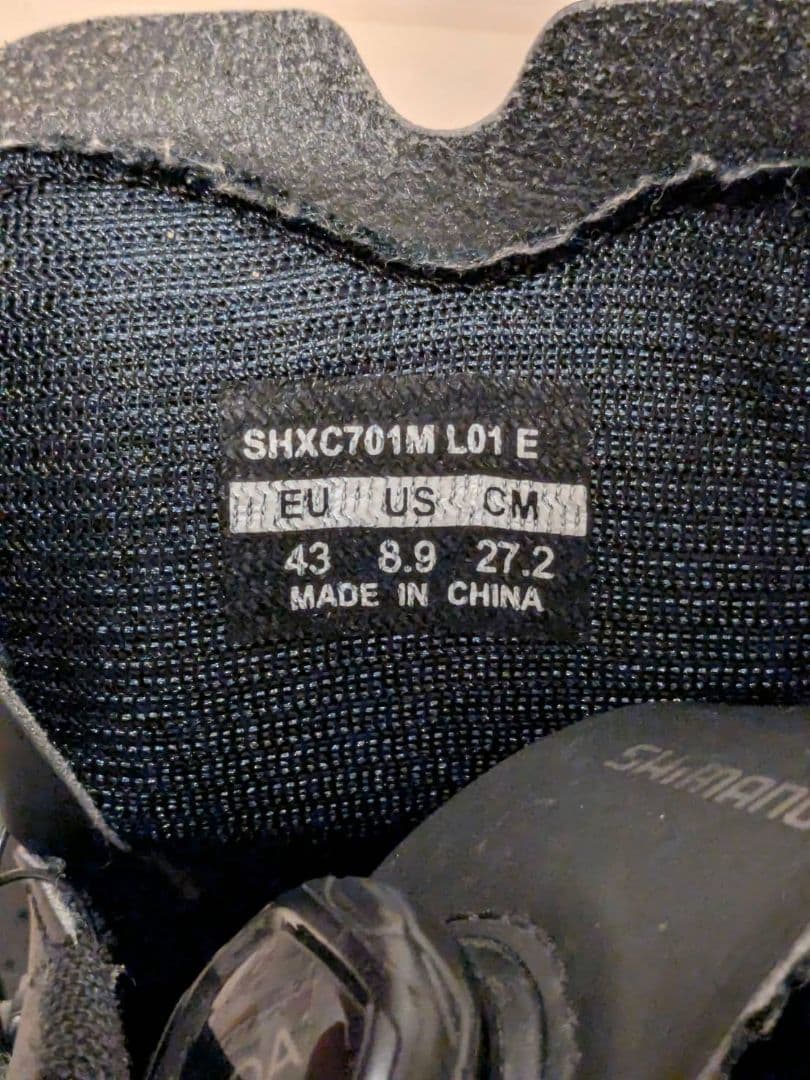 SHXC701M L01 E
EU US CM
43 8.9 27.2
MADE IN CHINA
SHIMANO